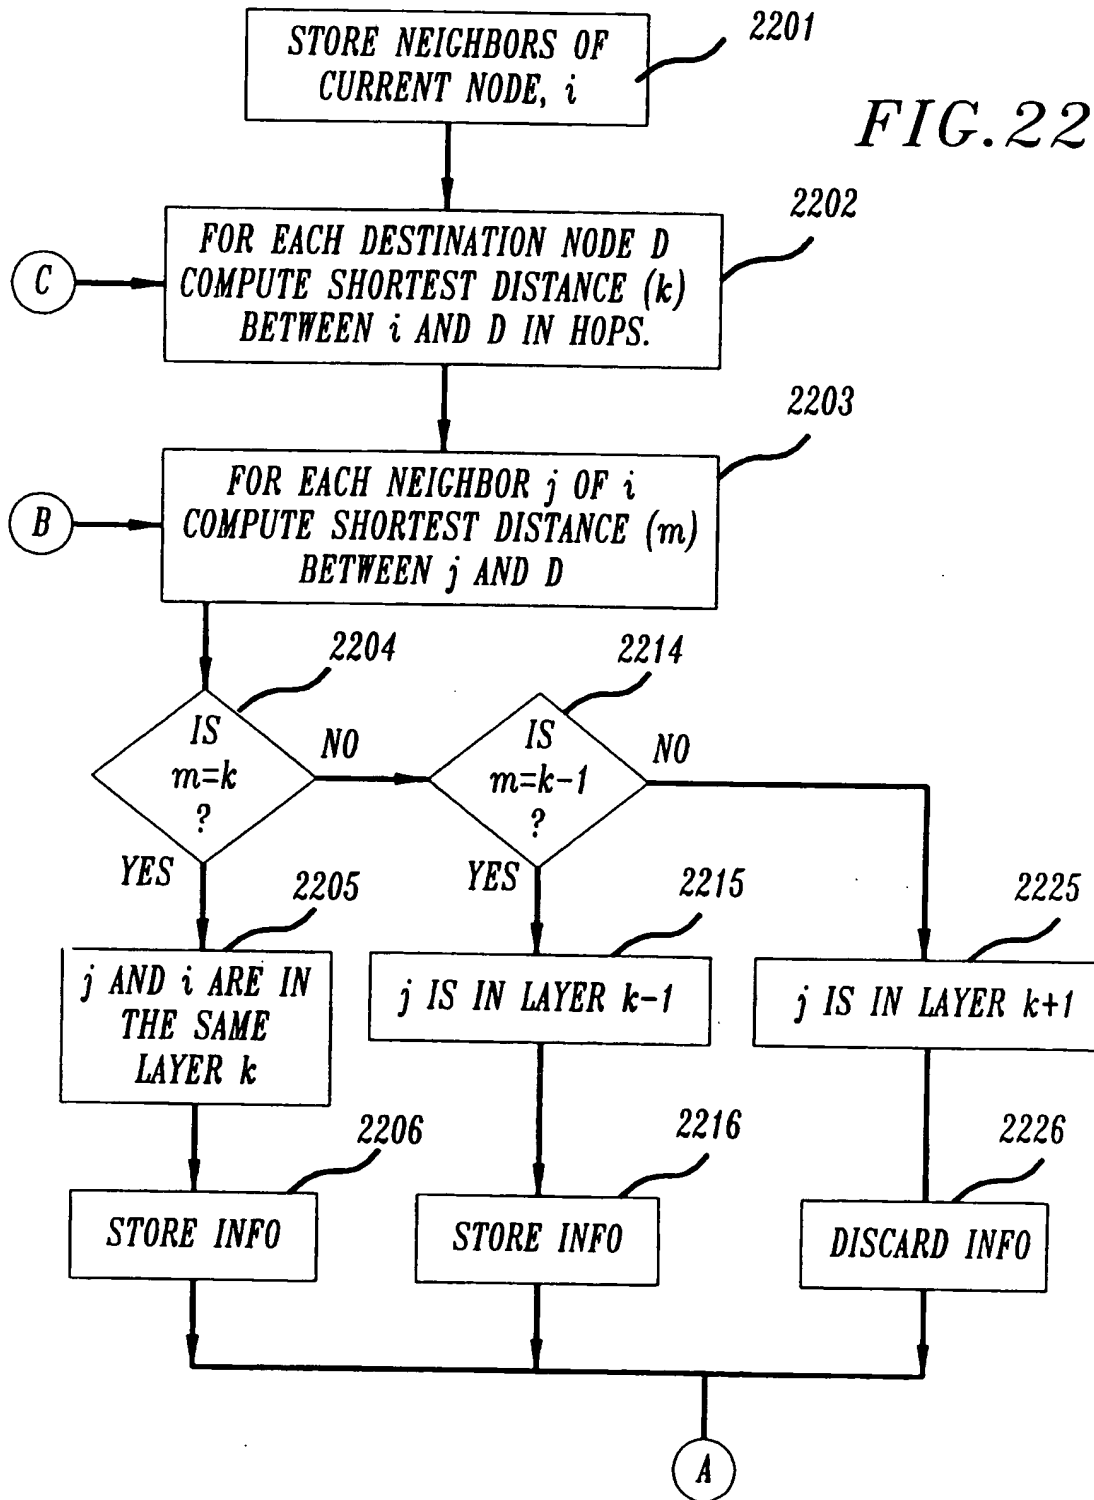 2201
STORE NEIGHBORS OF
CURRENT NODE, i
FIG.22
2202
FOR EACH DESTINATION NODE D
COMPUTE SHORTEST DISTANCE (k)
BETWEEN i AND D IN HOPS.
C
2203
FOR EACH NEIGHBOR j OF i
COMPUTE SHORTEST DISTANCE (m)
BETWEEN j AND D
B
2204
IS
m=k
?
NO
YES
2214
IS
m=k-1
?
NO
YES
2205
j AND i ARE IN
THE SAME
LAYER k
2215
j IS IN LAYER k-1
2225
j IS IN LAYER k+1
2206
STORE INFO
2216
STORE INFO
2226
DISCARD INFO
A